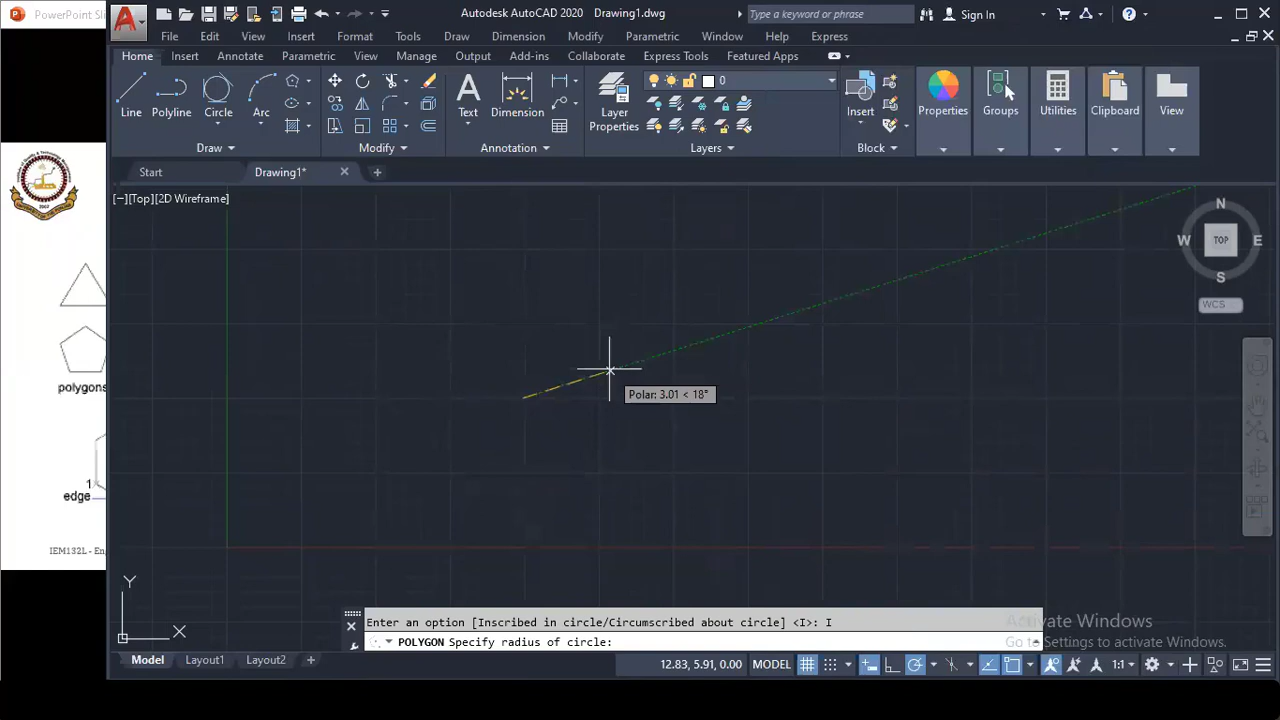 PowerPoint Sli
Autodesk AutoCAD 2020 Drawing1.dwg
Type a keyword or phrase
Sign In
File Edit View Insert Format Tools Draw Dimension Modify Parametric Window Help Express
Home Insert Annotate Parametric View Manage Output Add-ins Collaborate Express Tools Featured Apps
0
Line Polyline Circle Arc
Text Dimension
Layer
Properties
Insert
Properties Groups Utilities Clipboard View
Draw Modify Annotation Layers Block
Start Drawing1*
[−][Top][2D Wireframe]
N
W TOP E
S
WCS
Polar: 3.01 < 18°
polygons
1
edge
IEM132L - En
Y
X
Enter an option [Inscribed in circle/Circumscribed about circle] <I>: I
POLYGON Specify radius of circle:
Activate Windows
Go to Settings to activate Windows.
Model Layout1 Layout2
12.83, 5.91, 0.00 MODEL 1:1